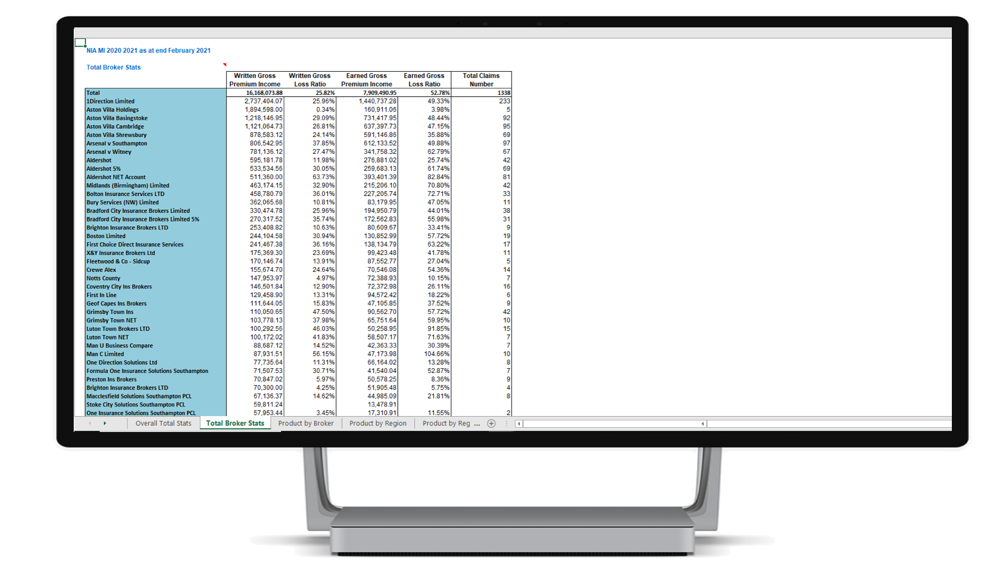 NIA MI 2020 2021 as at end February 2021
Total Broker Stats
Written Gross Written Gross Earned Gross Earned Gross Total Claims
Premium Income Loss Ratio Premium Income Loss Ratio Number
Total 16,168,073.88 25.82% 7,909,490.95 52.78% 1338
1Direction Limited 2,737,404.07 25.96% 1,440,737.28 49.33% 233
Aston Villa Holdings 1,894,598.00 0.34% 160,911.06 3.98% 5
Aston Villa Basingstoke 1,218,146.95 29.09% 731,417.95 48.44% 92
Aston Villa Cambridge 1,121,064.73 26.81% 637,397.73 47.15% 95
Aston Villa Shrewsbury 878,583.12 24.14% 591,146.86 35.88% 69
Arsenal v Southampton 806,542.95 37.85% 612,133.52 49.88% 97
Arsenal v Witney 781,136.12 27.47% 341,758.32 62.79% 67
Aldershot 595,181.78 11.98% 276,881.02 25.74% 42
Aldershot 5% 533,534.56 30.05% 259,683.13 61.74% 69
Aldershot NET Account 511,360.00 63.73% 393,401.39 82.84% 81
Midlands (Birmingham) Limited 463,174.15 32.90% 215,206.10 70.80% 42
Bolton Insurance Services LTD 458,780.79 36.01% 227,205.74 72.71% 33
Bury Services (NW) Limited 362,065.68 10.81% 83,179.95 47.05% 11
Bradford City Insurance Brokers Limited 330,474.78 25.96% 194,950.79 44.01% 38
Bradford City Insurance Brokers Limited 5% 270,317.52 35.74% 172,562.83 55.98% 31
Brighton Insurance Brokers LTD 253,408.82 10.63% 80,609.67 33.41% 9
Boston Limited 244,104.58 30.94% 130,852.99 57.72% 19
First Choice Direct Insurance Services 241,467.38 36.16% 138,134.79 63.22% 17
X&Y Insurance Brokers Ltd 175,369.30 23.69% 99,423.48 41.78% 11
Fleetwood & Co - Sidcup 170,146.74 13.91% 87,552.77 27.04% 5
Crewe Alex 155,674.70 24.64% 70,546.08 54.36% 14
Notts County 147,953.97 4.97% 72,388.93 10.15% 7
Coventry City Ins Brokers 146,501.84 12.90% 72,372.98 26.11% 16
First In Line 129,458.90 13.31% 94,572.42 18.22% 6
Geof Capes Ins Brokers 111,644.05 15.83% 47,105.85 37.52% 9
Grimsby Town Ins 110,050.65 47.50% 90,562.70 57.72% 42
Grimsby Town NET 103,778.13 37.98% 65,751.64 59.95% 10
Luton Town Brokers LTD 100,292.56 46.03% 50,258.95 91.85% 15
Luton Town NET 100,172.02 41.83% 58,507.17 71.63% 7
Man U Business Compare 88,687.12 14.52% 42,363.33 30.39% 7
Man C Limited 87,931.51 56.15% 47,173.98 104.66% 10
One Direction Solutions Ltd 77,735.64 11.31% 66,164.02 13.28% 8
Formula One Insurance Solutions Southampton 71,507.53 30.71% 41,540.04 52.87% 7
Preston Ins Brokers 70,847.02 5.97% 50,578.25 8.36% 9
Brighton Insurance Brokers LTD 70,300.00 4.25% 51,905.48 5.75% 4
Macclesfield Solutions Southampton PCL 67,136.37 14.62% 44,985.09 21.81% 8
Stoke City Solutions Southampton PCL 59,811.24 13,478.91
One Insurance Solutions Southampton PCL 57,953.44 3.45% 17,310.91 11.55% 2
Overall Total Stats Total Broker Stats Product by Broker Product by Region Product by Reg ...